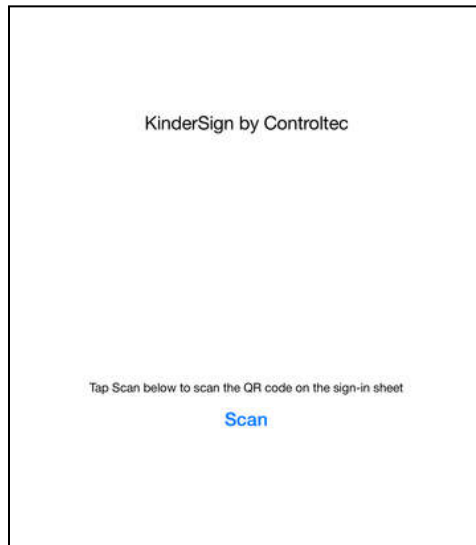 KinderSign by Controltec
Tap Scan below to scan the QR code on the sign-in sheet
Scan